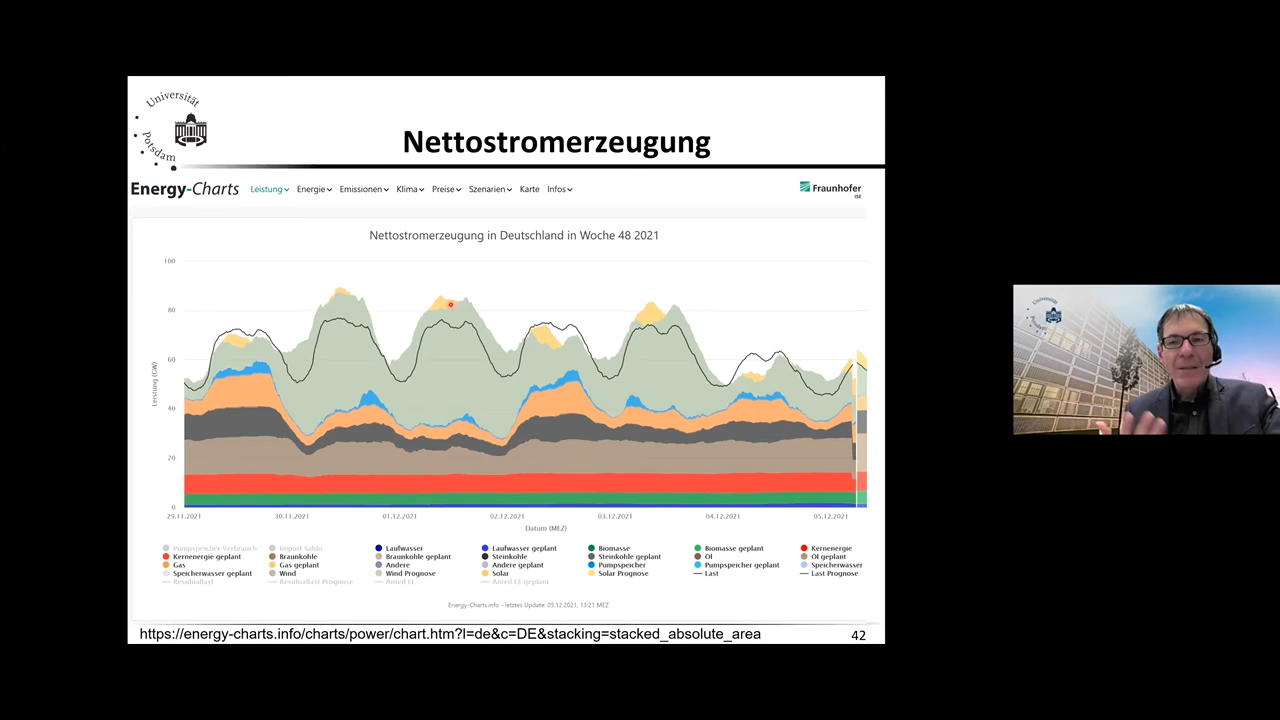 Universität
Potsdam
Nettostromerzeugung
Energy-Charts Leistung Energie Emissionen Klima Preise Szenarien Karte Infos
Fraunhofer
ISE
Nettostromerzeugung in Deutschland in Woche 48 2021
Leistung (GW)
100
80
60
40
20
0
29.11.2021 30.11.2021 01.12.2021 02.12.2021 03.12.2021 04.12.2021 05.12.2021
Datum (MEZ)
Pumpspeicher Verbrauch Import Saldo Laufwasser Laufwasser geplant Biomasse Biomasse geplant Kernenergie
Kernenergie geplant Braunkohle Braunkohle geplant Steinkohle Steinkohle geplant Öl Öl geplant
Gas Gas geplant Andere Andere geplant Pumpspeicher Pumpspeicher geplant Speicherwasser
Speicherwasser geplant Wind Wind Prognose Solar Solar Prognose Last Last Prognose
Residuallast Residuallast Prognose Anteil EE Anteil EE geplant
Energy-Charts.info - letztes Update: 05.12.2021, 13:21 MEZ
https://energy-charts.info/charts/power/chart.htm?l=de&c=DE&stacking=stacked_absolute_area
42
Universität
Potsdam